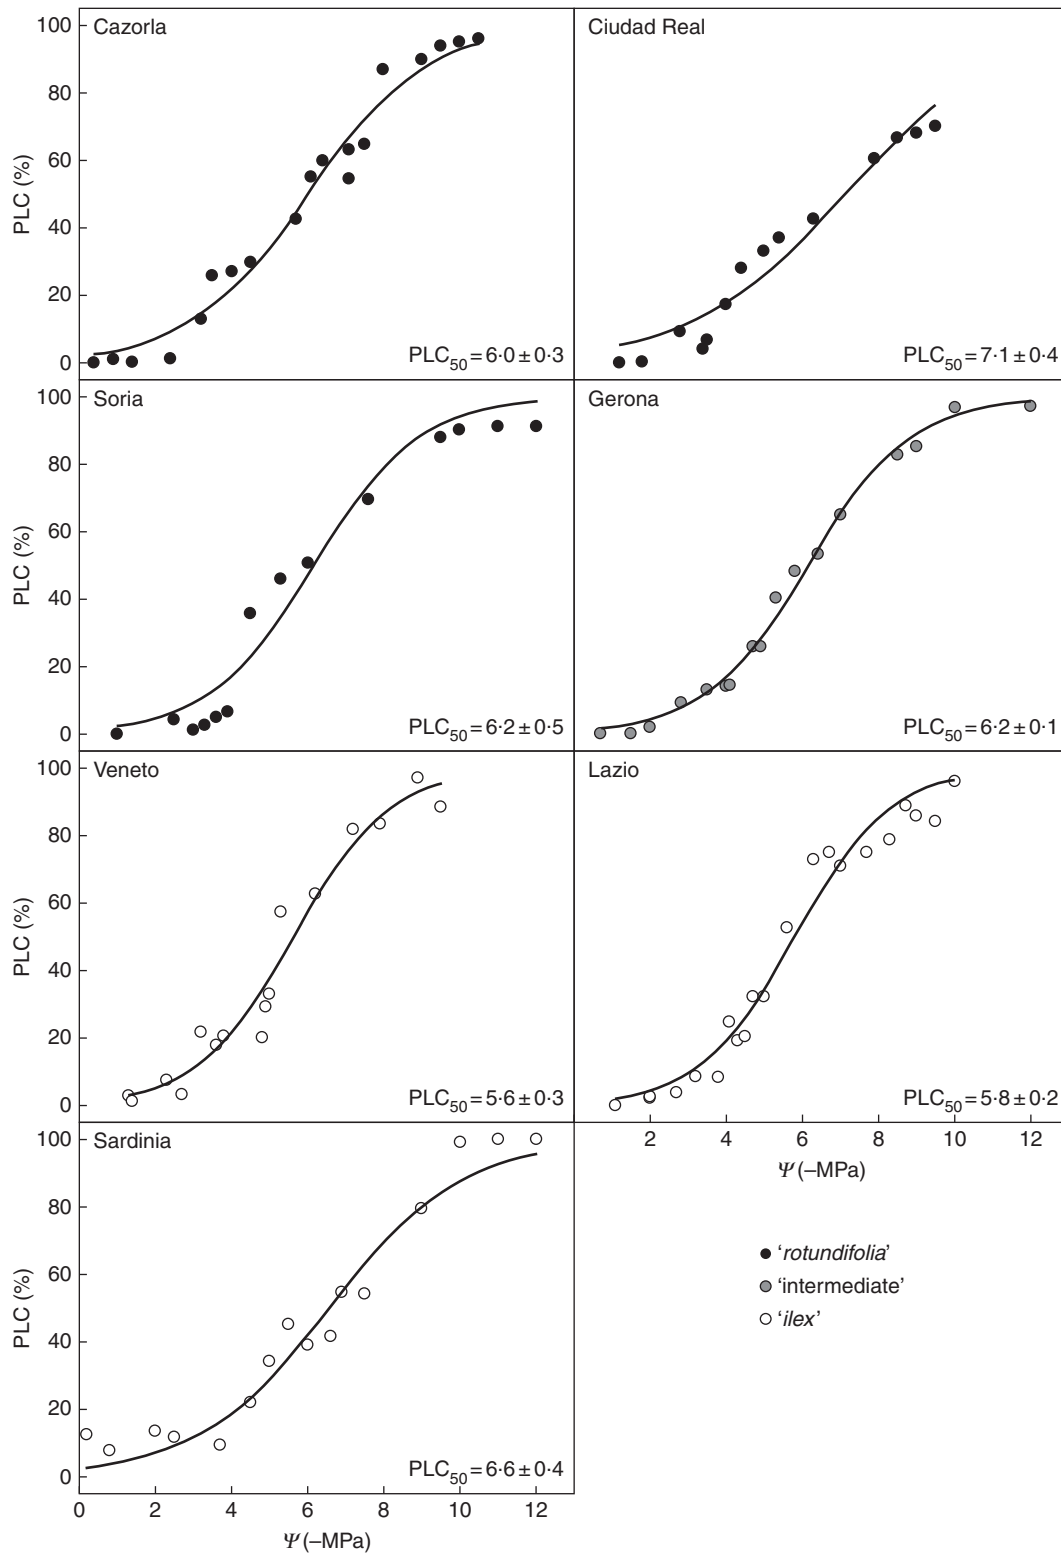 100
80
60
40
20
0
PLC (%)
Cazorla
PLC50=6·0±0·3
Ciudad Real
PLC50=7·1±0·4
100
80
60
40
20
0
PLC (%)
Soria
PLC50=6·2±0·5
Gerona
PLC50=6·2±0·1
100
80
60
40
20
0
PLC (%)
Veneto
PLC50=5·6±0·3
Lazio
PLC50=5·8±0·2
2 4 6 8 10 12
Ψ (–MPa)
100
80
60
40
20
0
PLC (%)
Sardinia
PLC50=6·6±0·4
0 2 4 6 8 10 12
Ψ (–MPa)
‘rotundifolia’
‘intermediate’
‘ilex’